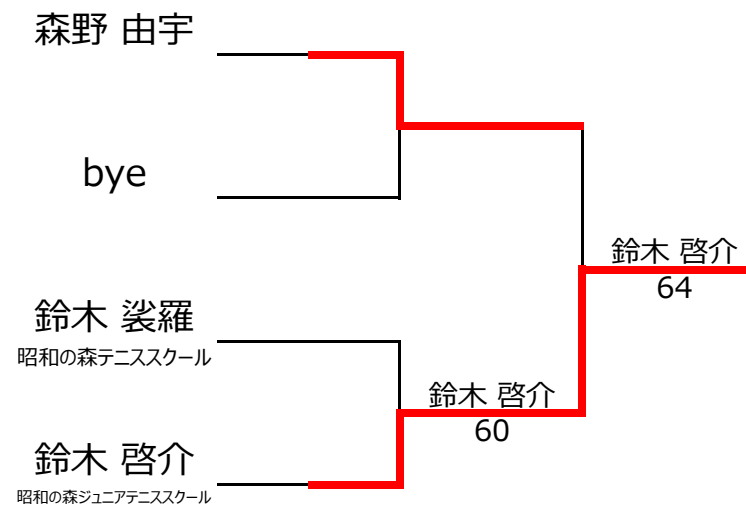 森野 由宇
bye
鈴木 啓介
64
鈴木 裟羅
昭和の森テニススクール
鈴木 啓介
60
鈴木 啓介
昭和の森ジュニアテニススクール